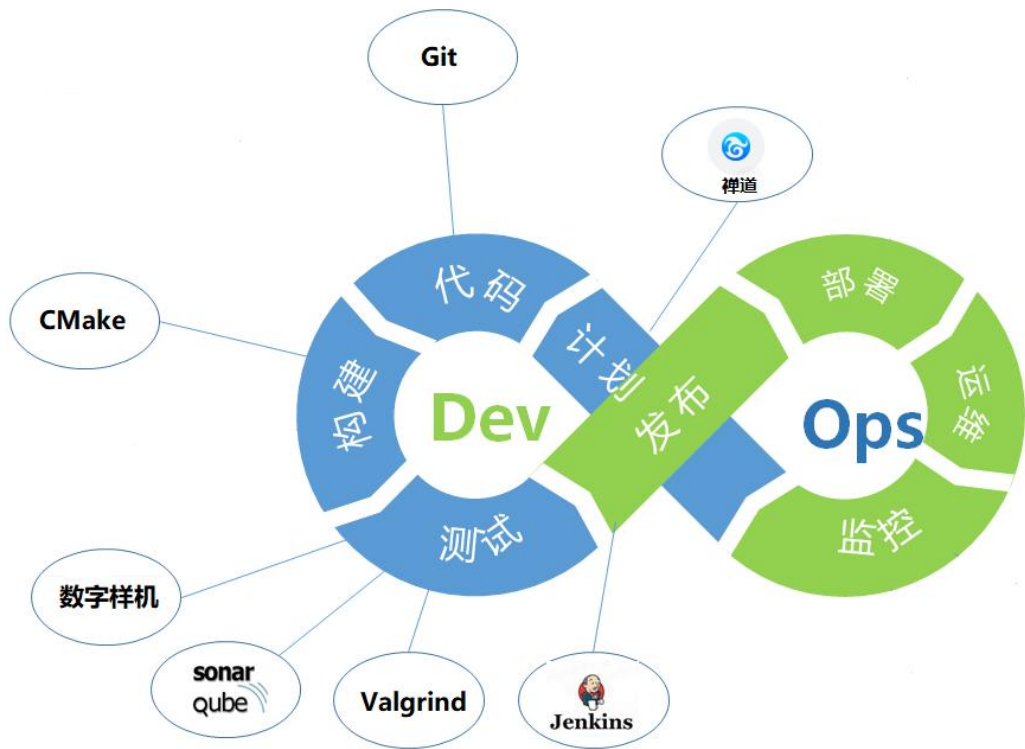 Git
禅道
代码
部署
CMake
计划
构建
发布
运维
Dev
Ops
测试
监控
数字样机
sonar
qube
Valgrind
Jenkins